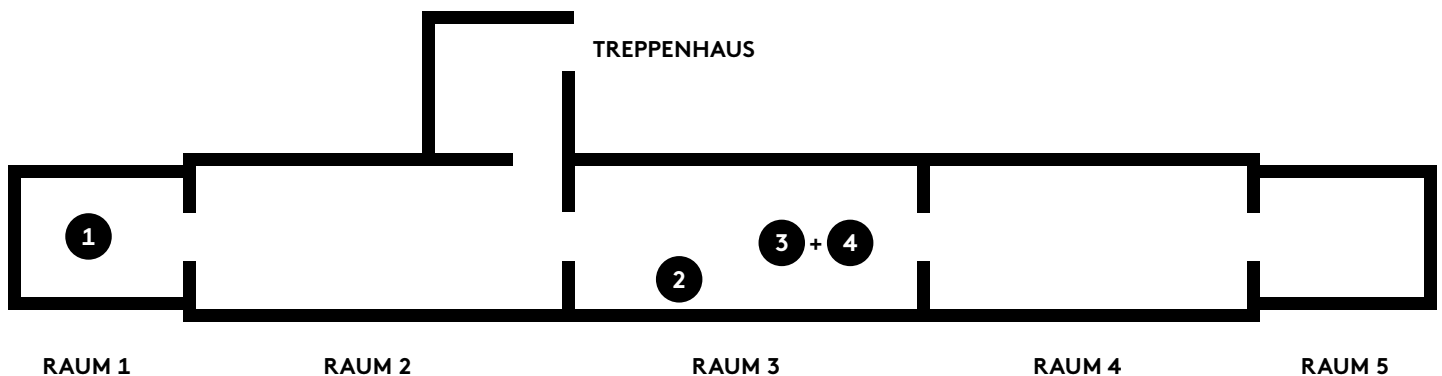 TREPPENHAUS
1
3 + 4
2
RAUM 1
RAUM 2
RAUM 3
RAUM 4
RAUM 5